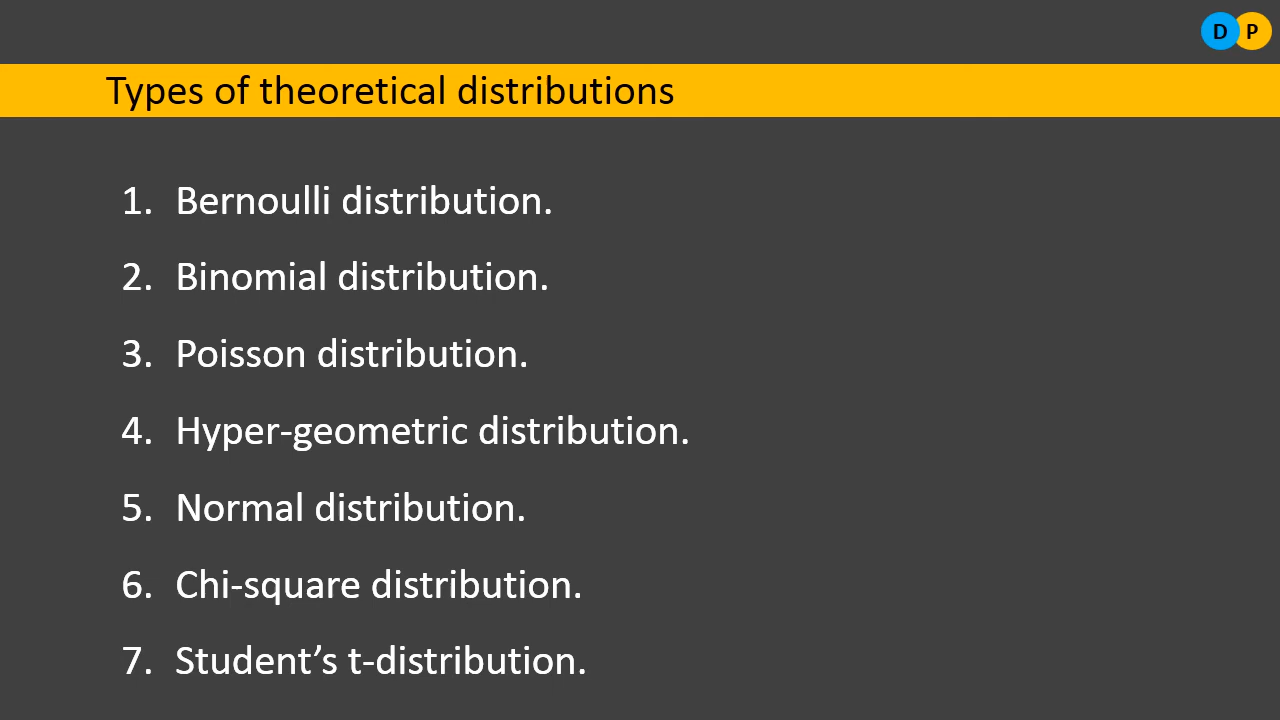 D P
Types of theoretical distributions
1. Bernoulli distribution.
2. Binomial distribution.
3. Poisson distribution.
4. Hyper-geometric distribution.
5. Normal distribution.
6. Chi-square distribution.
7. Student’s t-distribution.